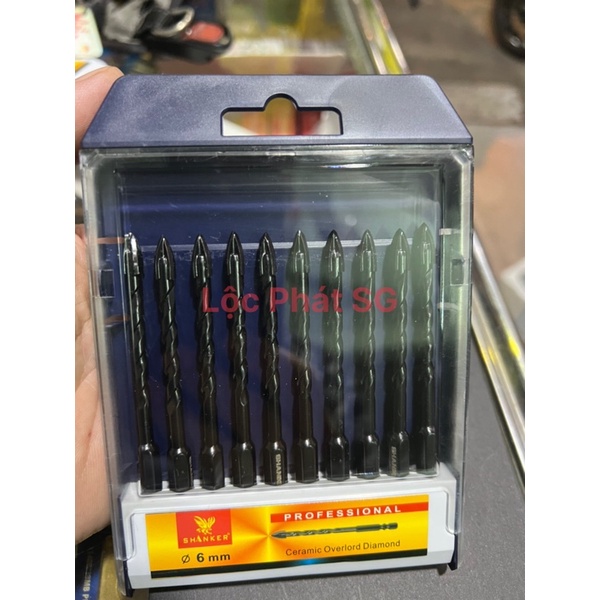 Lộc Phát SG
SHANKER
Ø 6 mm
PROFESSIONAL
Ceramic Overlord Diamond